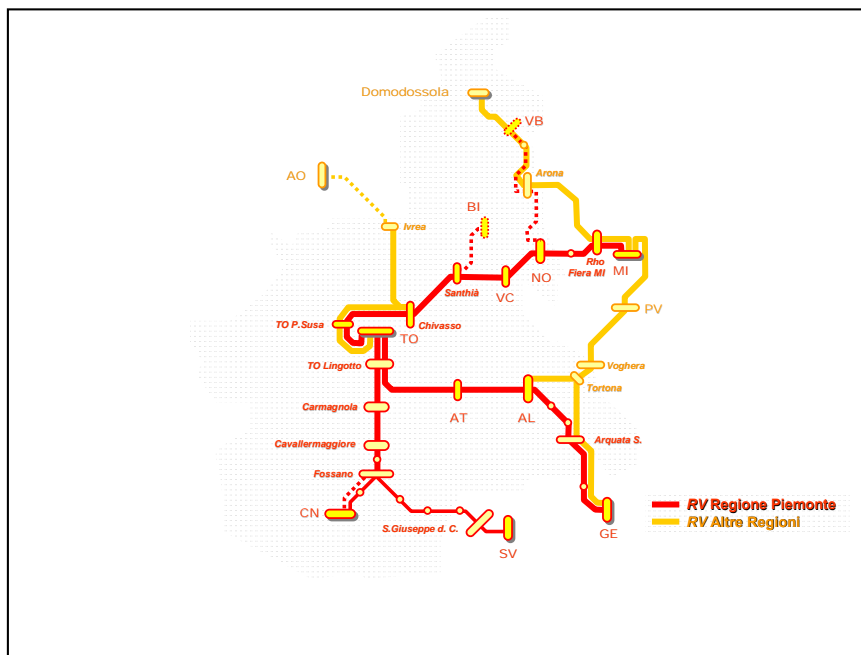 Domodossola
VB
AO
Arona
BI
Ivrea
NO
Rho
Fiera MI
MI
Santhià
VC
PV
TO P.Susa
TO
Chivasso
TO Lingotto
Voghera
Tortona
Carmagnola
AT
AL
Cavallermaggiore
Arquata S.
Fossano
CN
S.Giuseppe d. C.
SV
GE
RV Regione Piemonte
RV Altre Regioni